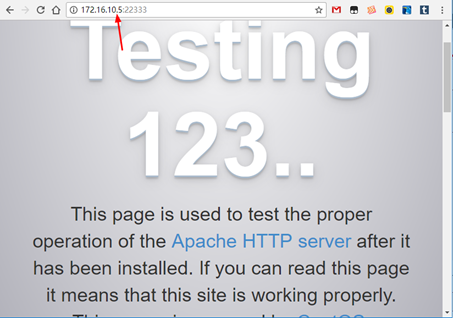 172.16.10.5:22333
Testing
123..
This page is used to test the proper
operation of the Apache HTTP server after it
has been installed. If you can read this page
it means that this site is working properly.